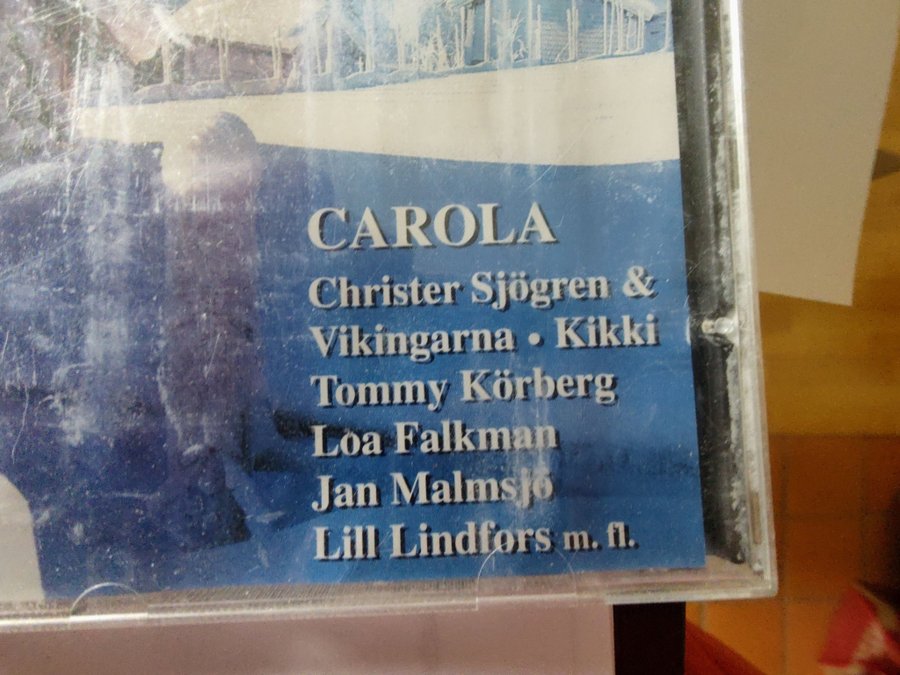 CAROLA
Christer Sjögren &
Vikingarna • Kikki
Tommy Körberg
Loa Falkman
Jan Malmsjö
Lill Lindfors m. fl.